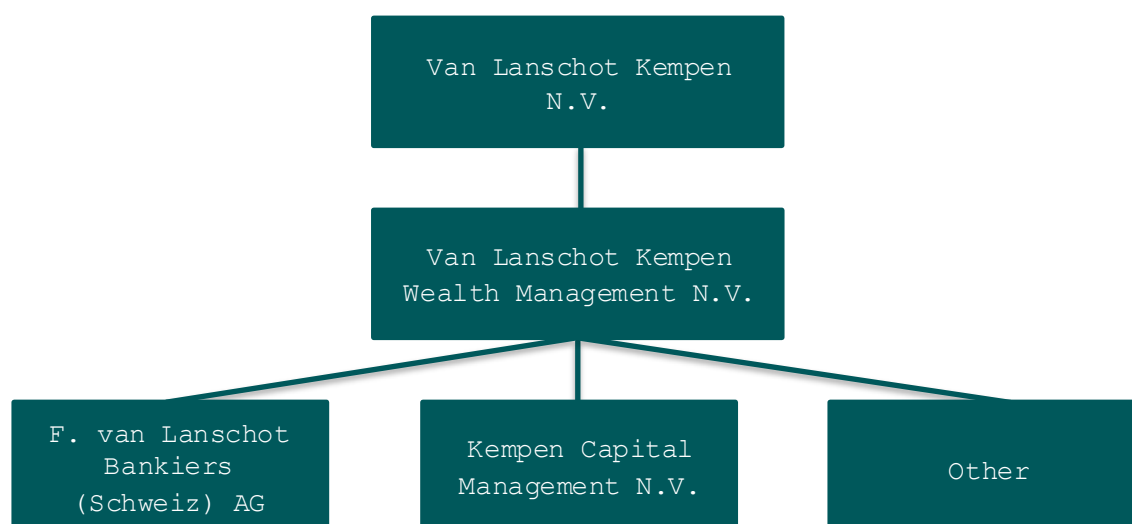 Van Lanschot Kempen
N.V.
Van Lanschot Kempen
Wealth Management N.V.
F. van Lanschot
Bankiers
(Schweiz) AG
Kempen Capital
Management N.V.
Other